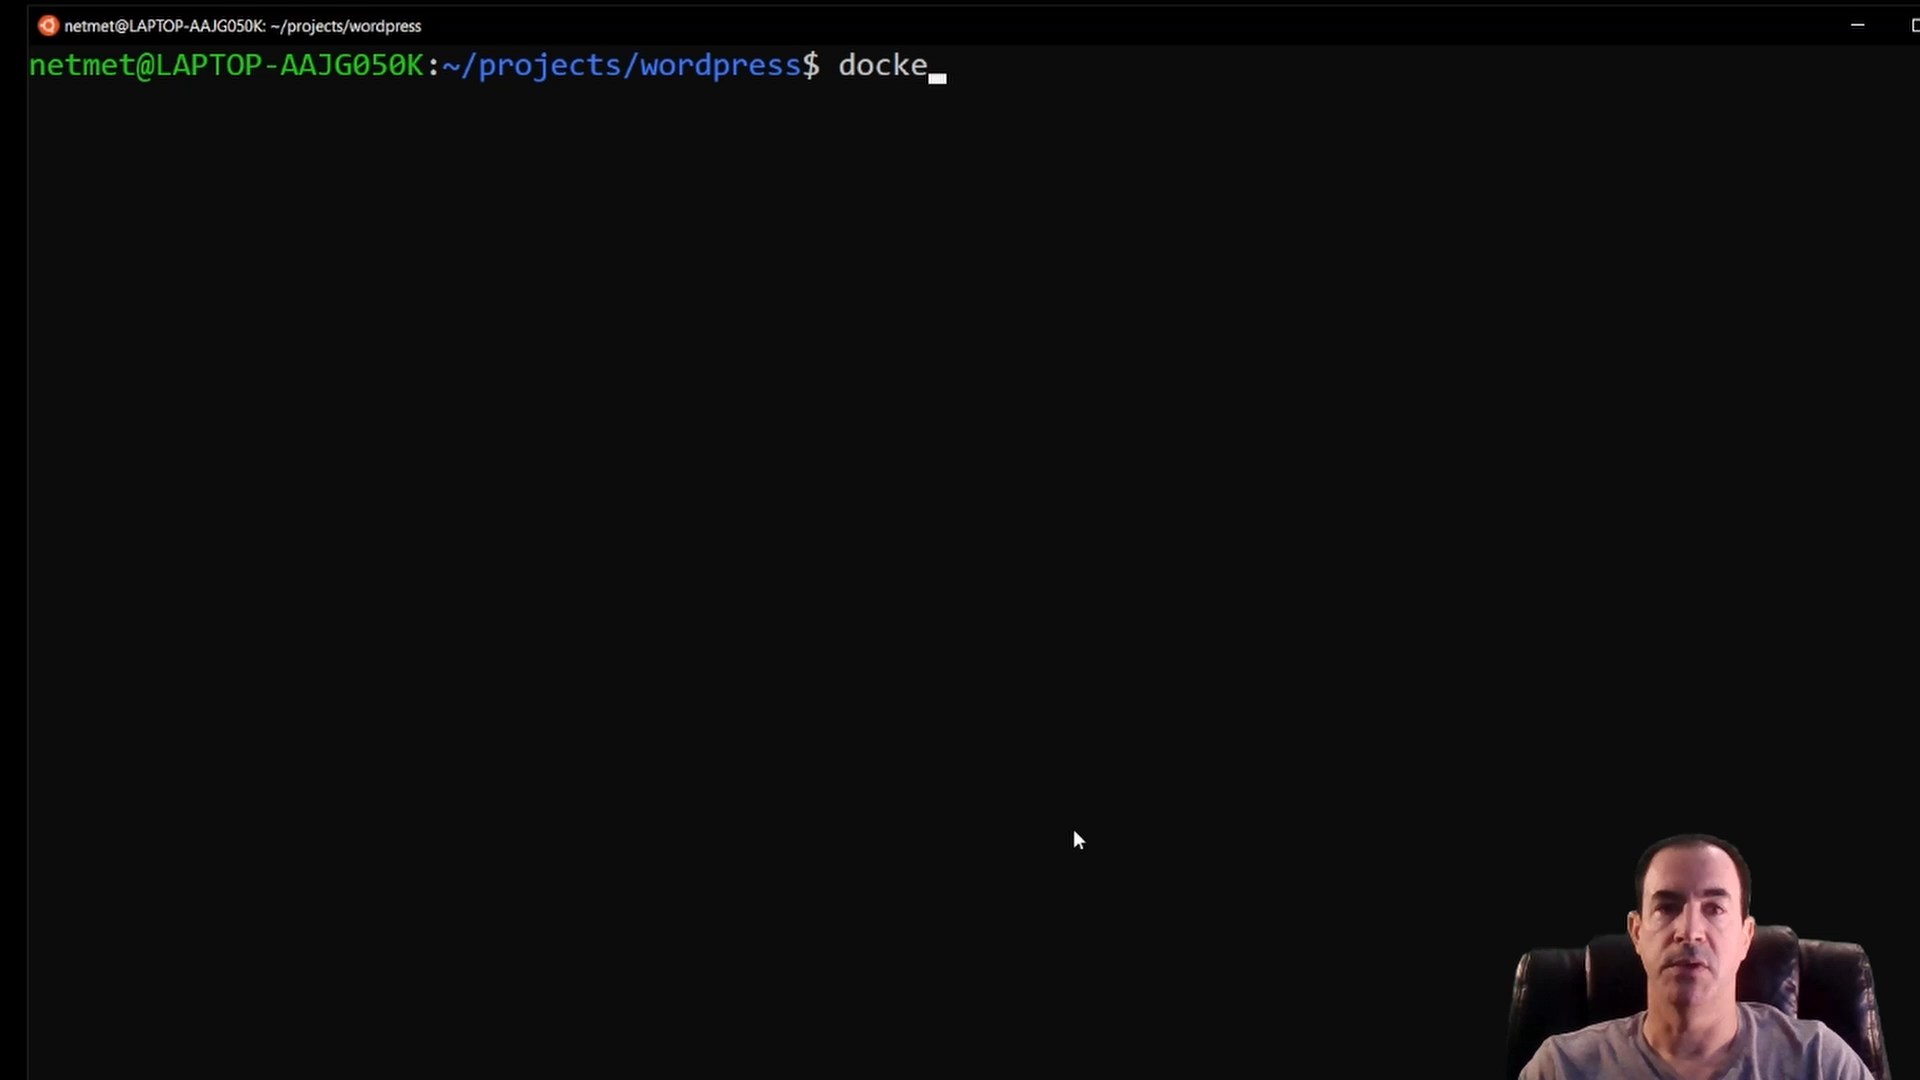 netmet@LAPTOP-AAJG050K: ~/projects/wordpress
netmet@LAPTOP-AAJG050K:~/projects/wordpress$ docke